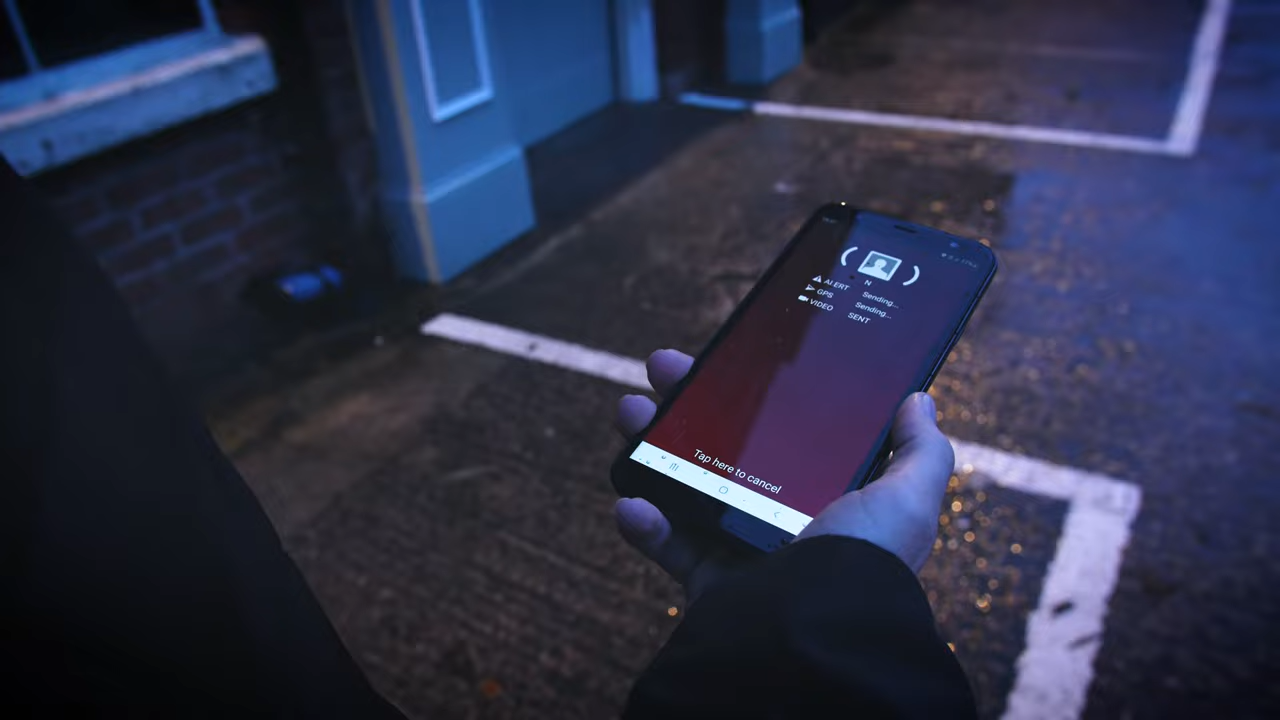 N
ALERT Sending...
GPS Sending...
VIDEO SENT
Tap here to cancel